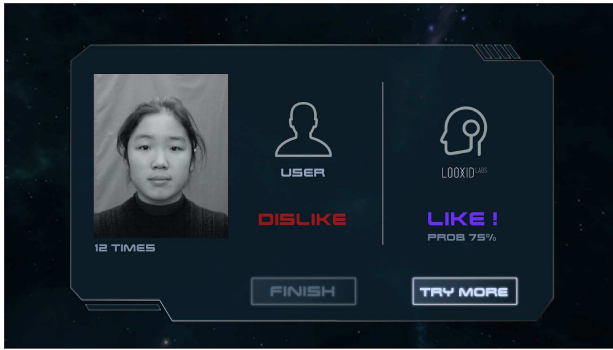 USER
LOOXID LABS
DISLIKE
LIKE !
PROB 75%
12 TIMES
FINISH
TRY MORE